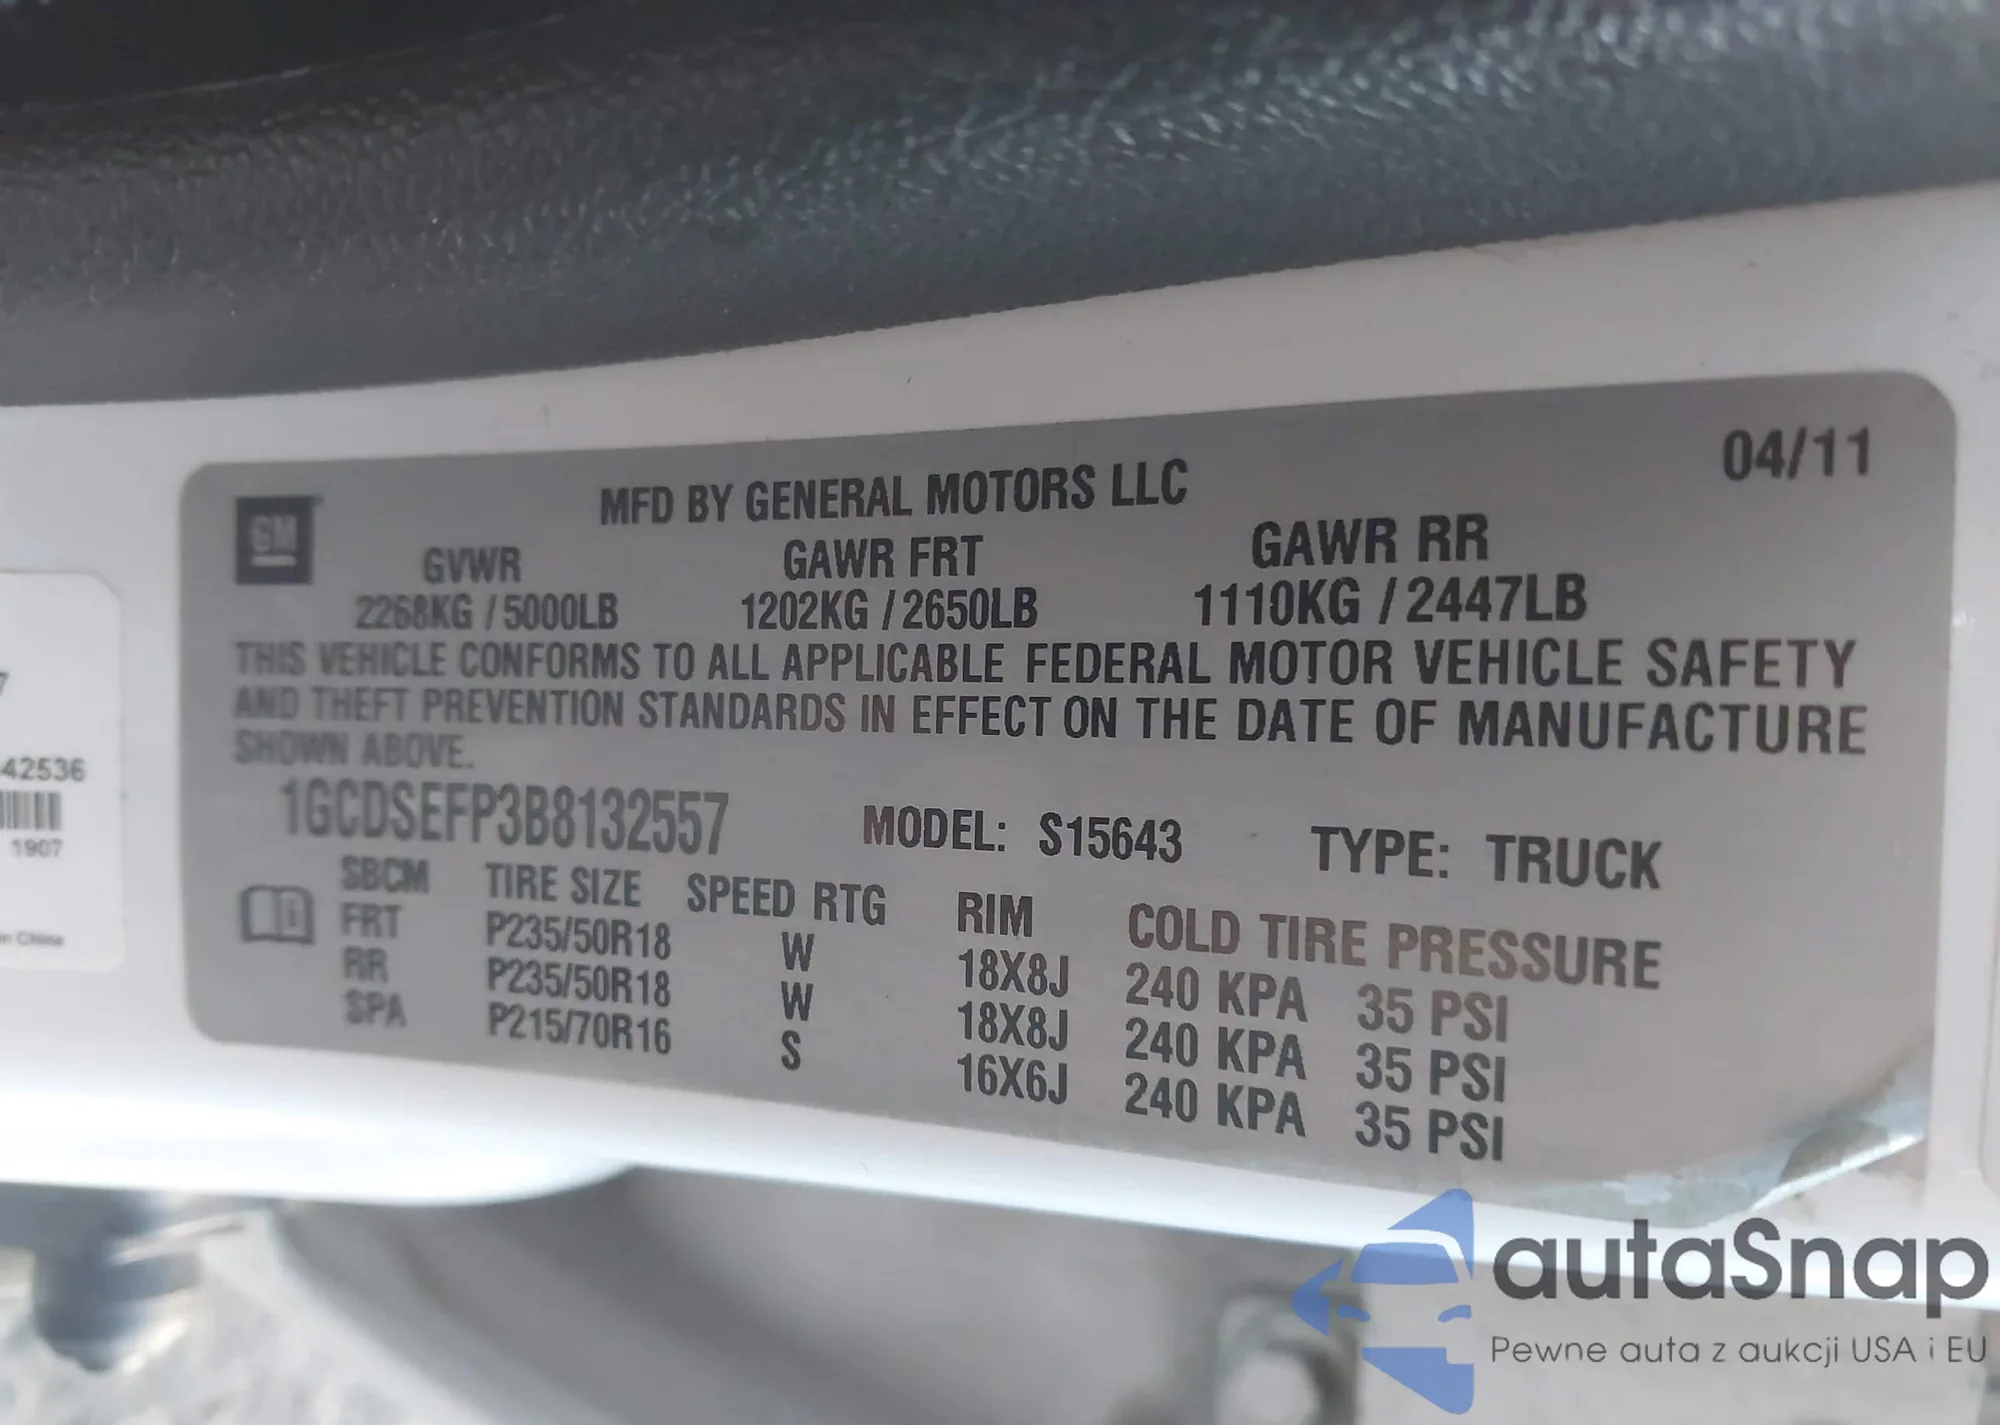 04/11
GM
MFD BY GENERAL MOTORS LLC
GVWR GAWR FRT GAWR RR
2268KG / 5000LB 1202KG / 2650LB 1110KG / 2447LB
THIS VEHICLE CONFORMS TO ALL APPLICABLE FEDERAL MOTOR VEHICLE SAFETY
AND THEFT PREVENTION STANDARDS IN EFFECT ON THE DATE OF MANUFACTURE
SHOWN ABOVE.
1GCDSEFP3B8132557 MODEL: S15643 TYPE: TRUCK
SBCM TIRE SIZE SPEED RTG RIM COLD TIRE PRESSURE
FRT P235/50R18 W 18X8J 240 KPA 35 PSI
RR P235/50R18 W 18X8J 240 KPA 35 PSI
SPA P215/70R16 S 16X6J 240 KPA 35 PSI
7
42536
1907
in China
autaSnap
Pewne auta z aukcji USA i EU